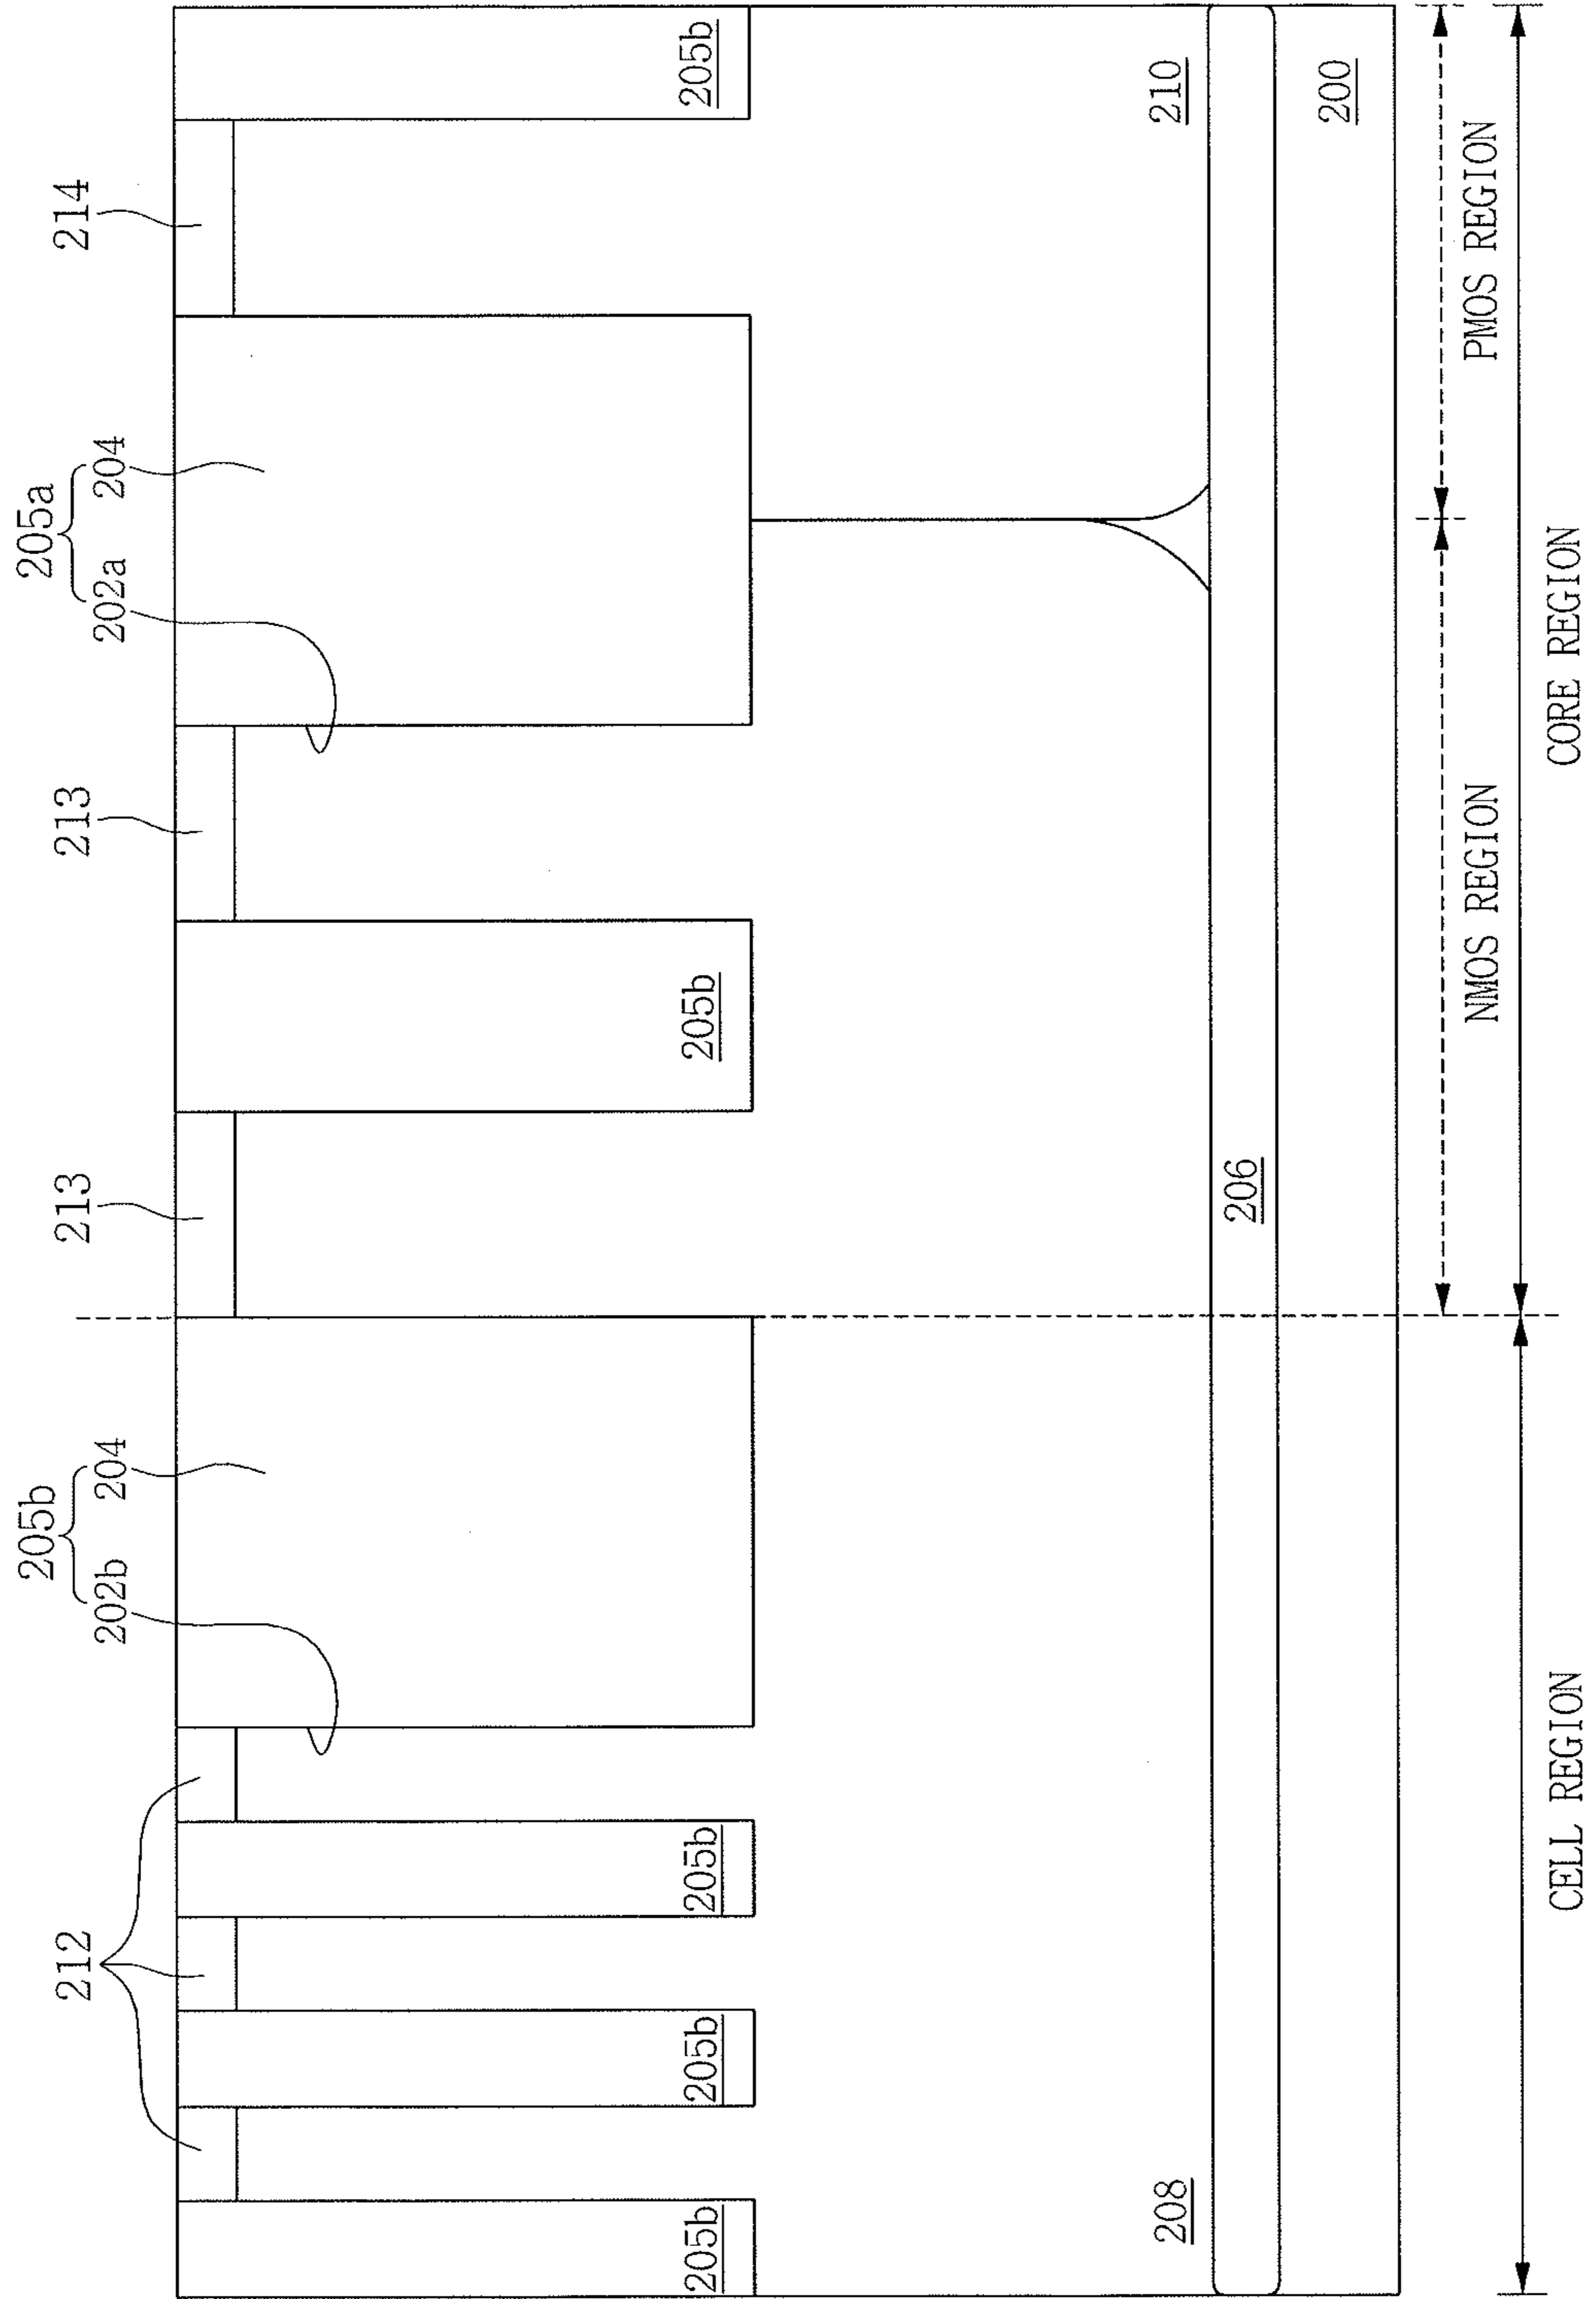 205b 205a
212 213 213 214
202b 204 202a 204
205b 205b 205b 205b 205b
208 210
206
200
NMOS REGION PMOS REGION
CELL REGION CORE REGION